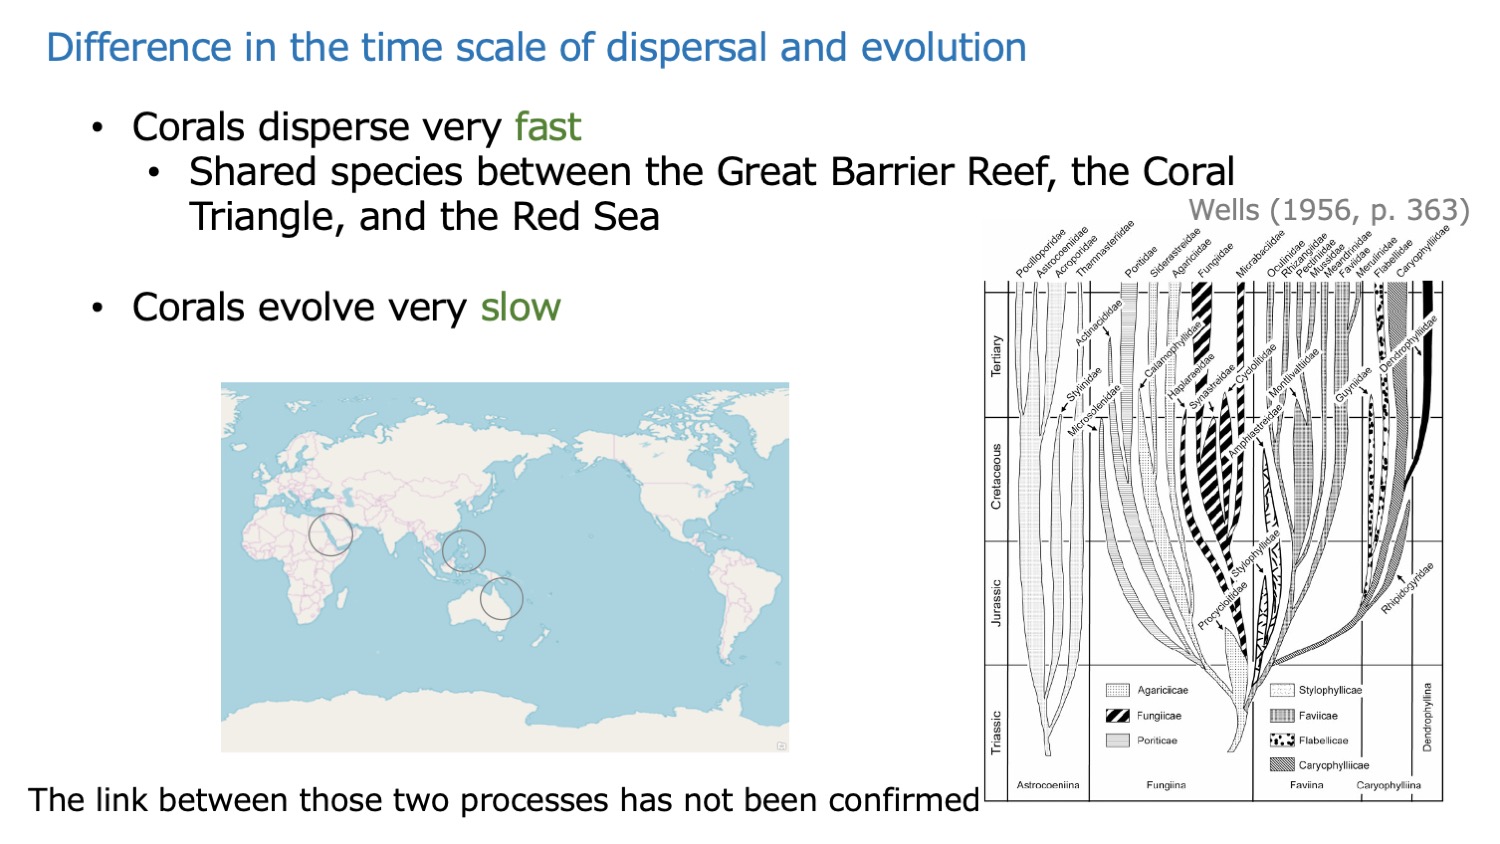 Difference in the time scale of dispersal and evolution
• Corals disperse very fast
• Shared species between the Great Barrier Reef, the Coral
Triangle, and the Red Sea
Wells (1956, p. 363)
• Corals evolve very slow
Pocilloporidae
Astrocoeniidae
Acroporidae
Thamnasteriidae
Poritidae
Siderastreidae
Agariciidae
Fungiidae
Micrabaciidae
Oculinidae
Rhizangiidae
Pectiniidae
Mussidae
Meandrinidae
Faviidae
Merulinidae
Flabellidae
Caryophylliidae
Actinacididae
Calamophylliidae
Dendrophylliidae
Tertiary
Stylinidae
Microsolenidae
Haplaraeidae
Synastreidae
Cyclolitidae
Montlivaltiidae
Guyniidae
Amphiastreidae
Cretaceous
Stylophyllidae
Procyclolitidae
Rhipidogyridae
Jurassic
Triassic
Agariciicae
Fungiicae
Poriticae
Stylophyllicae
Faviicae
Flabellicae
Caryophylliicae
Dendrophylliina
Astrocoeniina
Fungiina
Faviina
Caryophylliina
The link between those two processes has not been confirmed